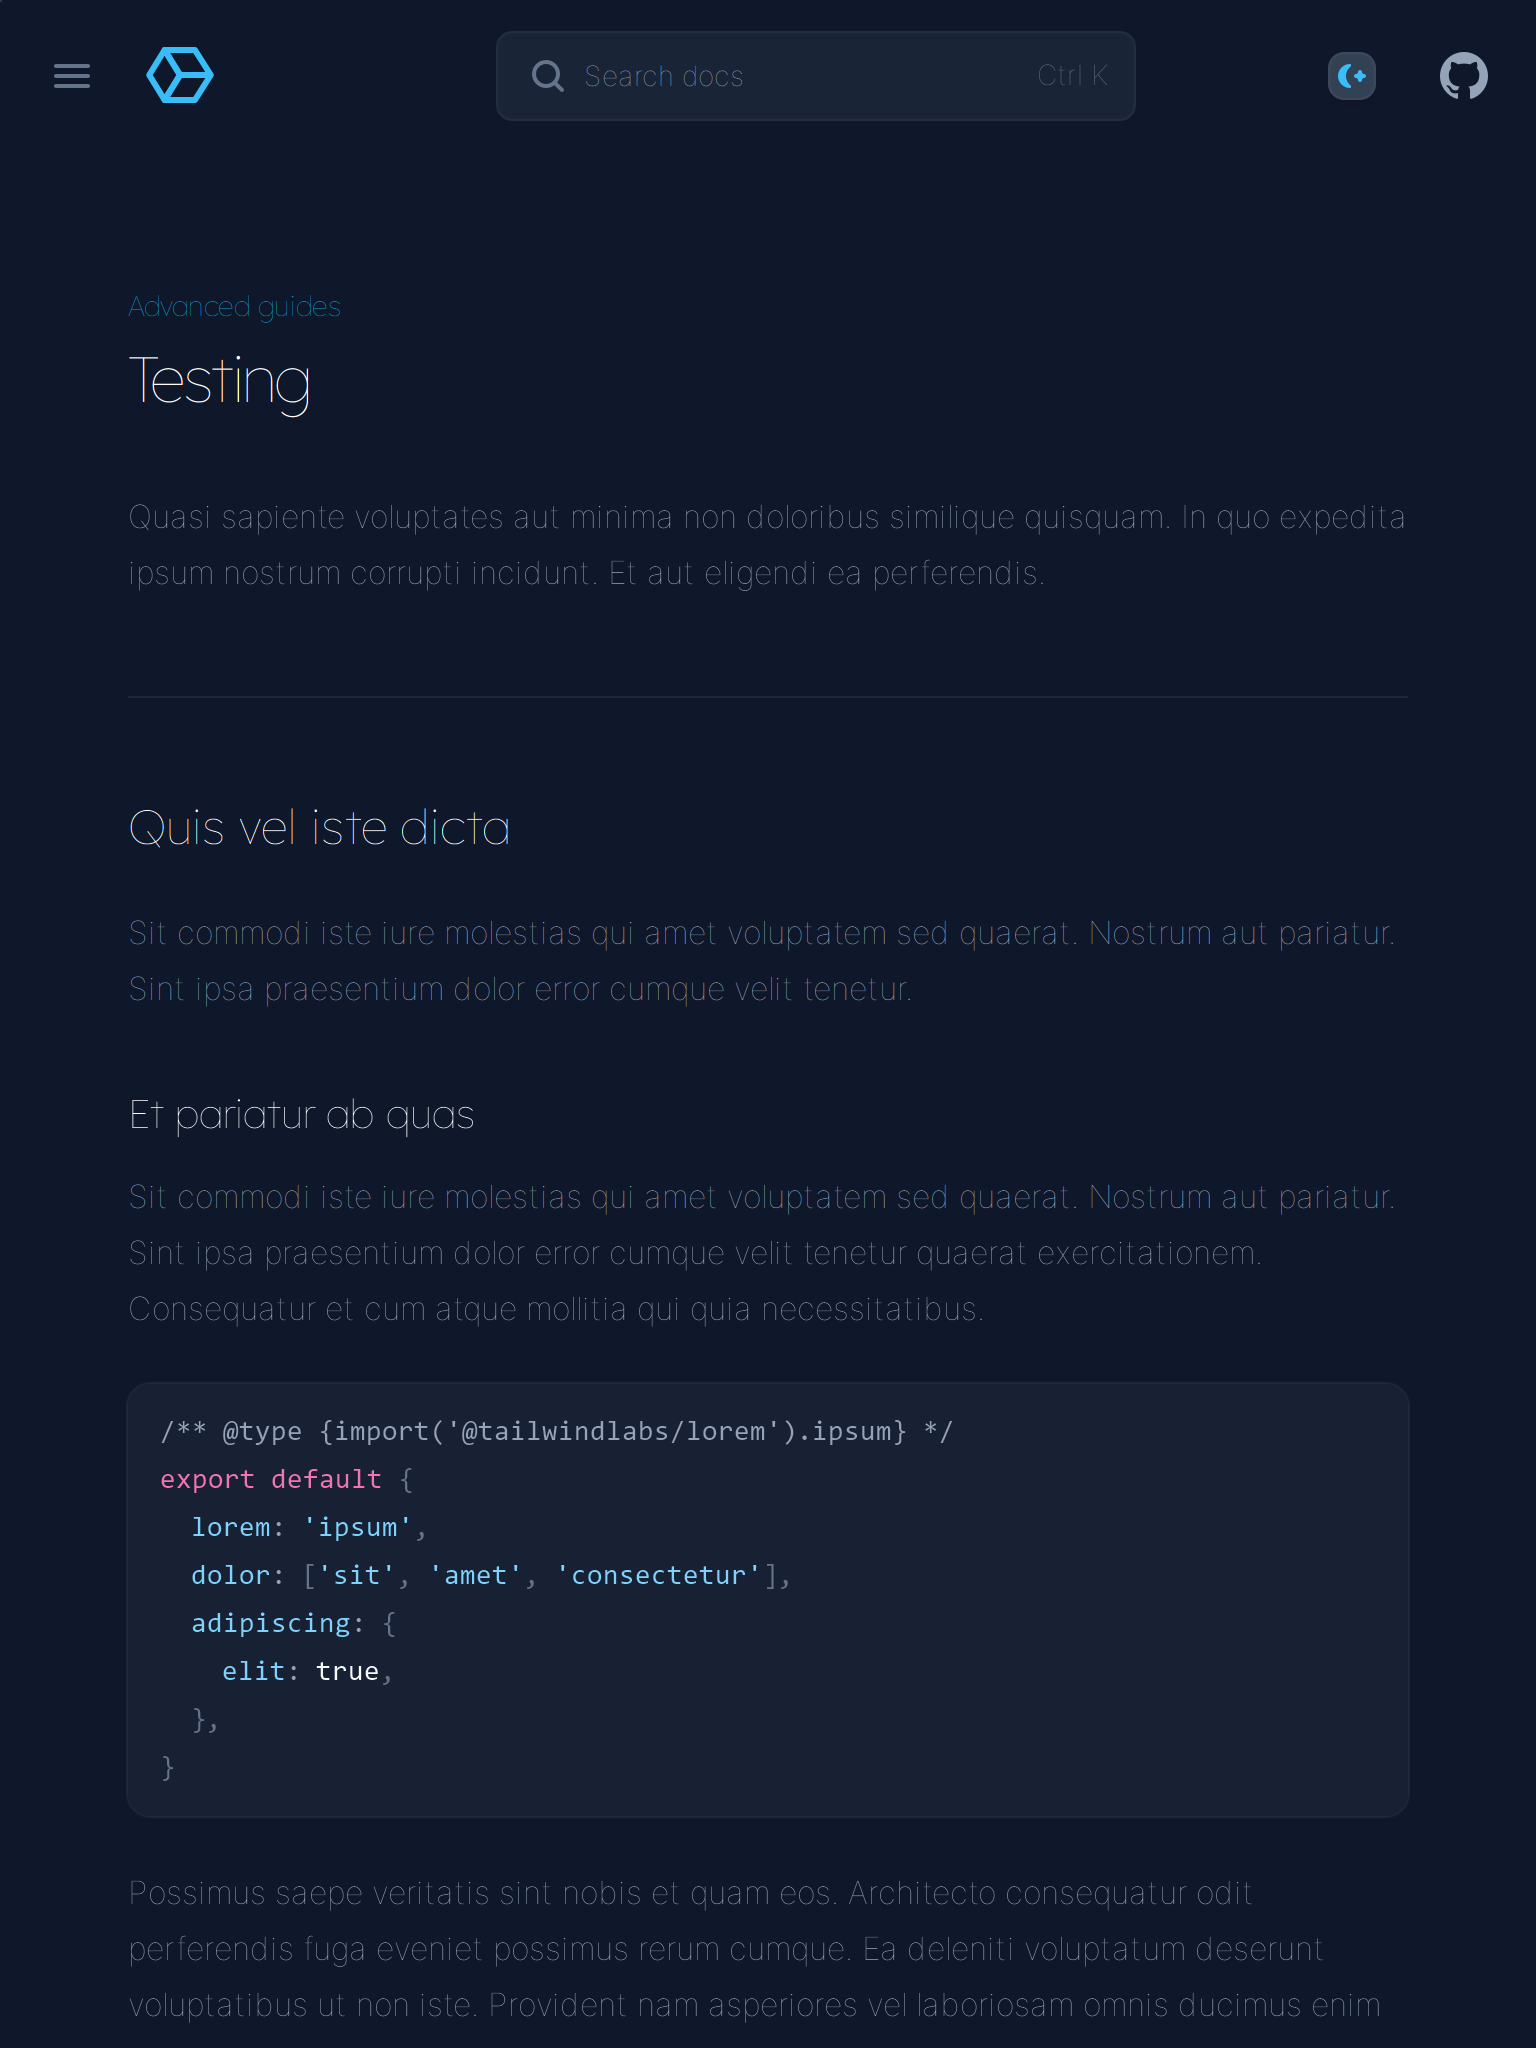 Search docs Ctrl K
Advanced guides
Testing
Quasi sapiente voluptates aut minima non doloribus similique quisquam. In quo expedita
ipsum nostrum corrupti incidunt. Et aut eligendi ea perferendis.
Quis vel iste dicta
Sit commodi iste iure molestias qui amet voluptatem sed quaerat. Nostrum aut pariatur.
Sint ipsa praesentium dolor error cumque velit tenetur.
Et pariatur ab quas
Sit commodi iste iure molestias qui amet voluptatem sed quaerat. Nostrum aut pariatur.
Sint ipsa praesentium dolor error cumque velit tenetur quaerat exercitationem.
Consequatur et cum atque mollitia qui quia necessitatibus.
/** @type {import('@tailwindlabs/lorem').ipsum} */
export default {
  lorem: 'ipsum',
  dolor: ['sit', 'amet', 'consectetur'],
  adipiscing: {
    elit: true,
  },
}
Possimus saepe veritatis sint nobis et quam eos. Architecto consequatur odit
perferendis fuga eveniet possimus rerum cumque. Ea deleniti voluptatum deserunt
voluptatibus ut non iste. Provident nam asperiores vel laboriosam omnis ducimus enim